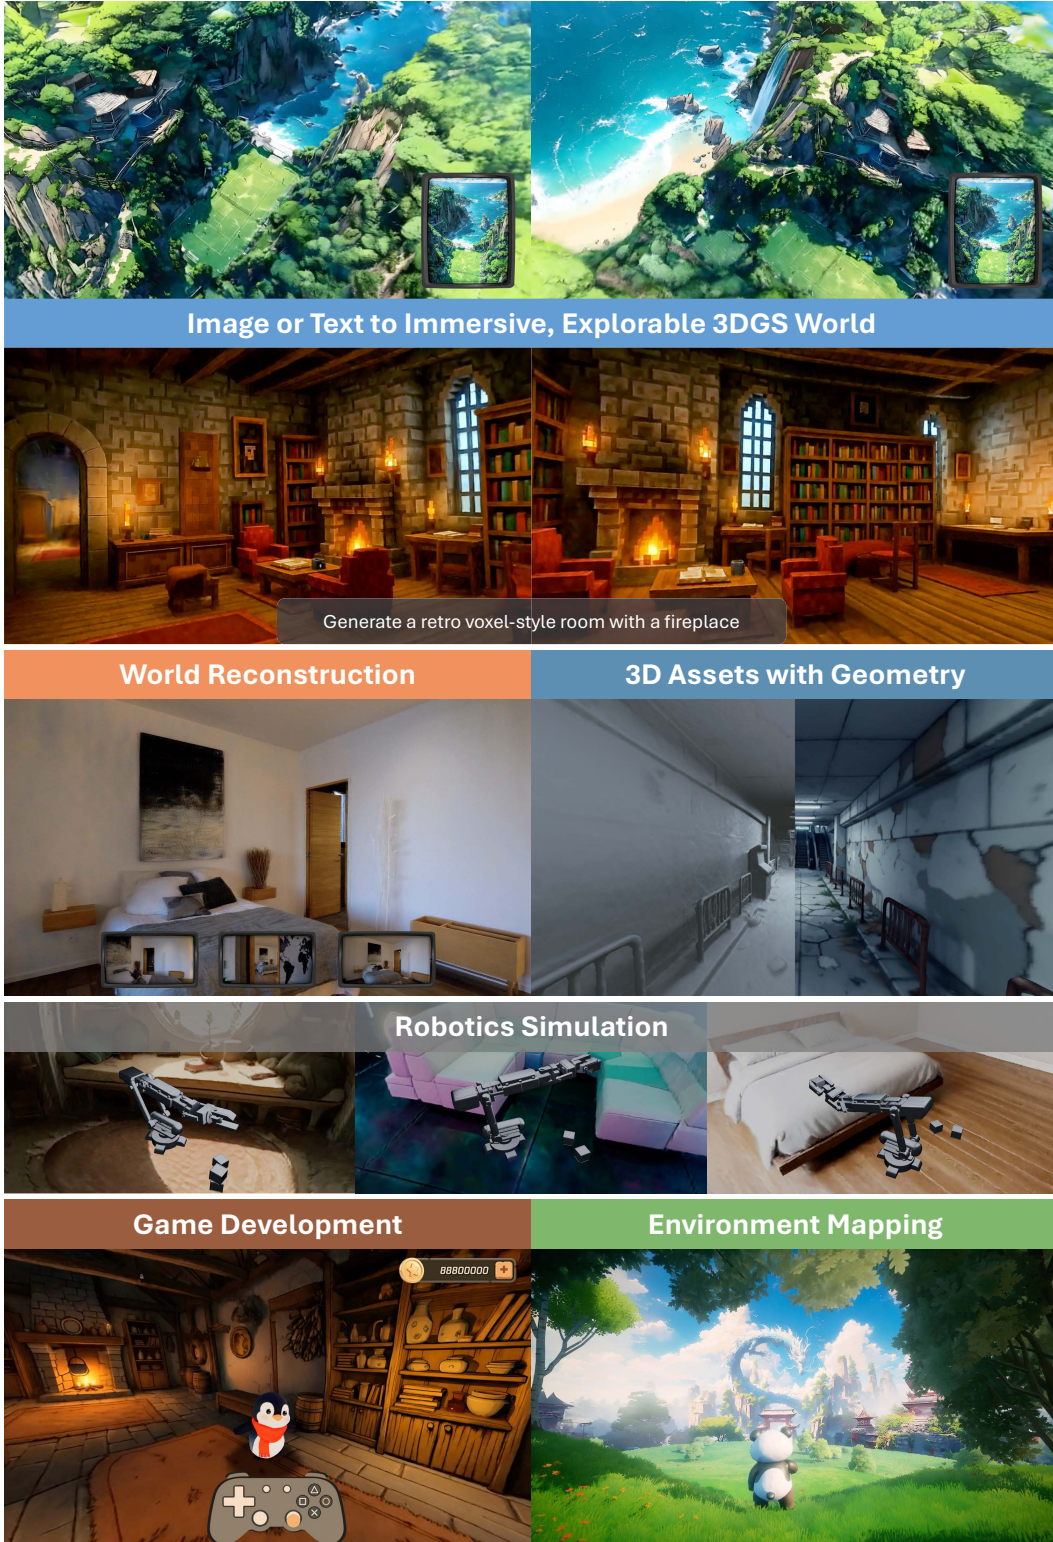 Image or Text to Immersive, Explorable 3DGS World
Generate a retro voxel-style room with a fireplace
World Reconstruction
3D Assets with Geometry
Robotics Simulation
Game Development
Environment Mapping
88800000